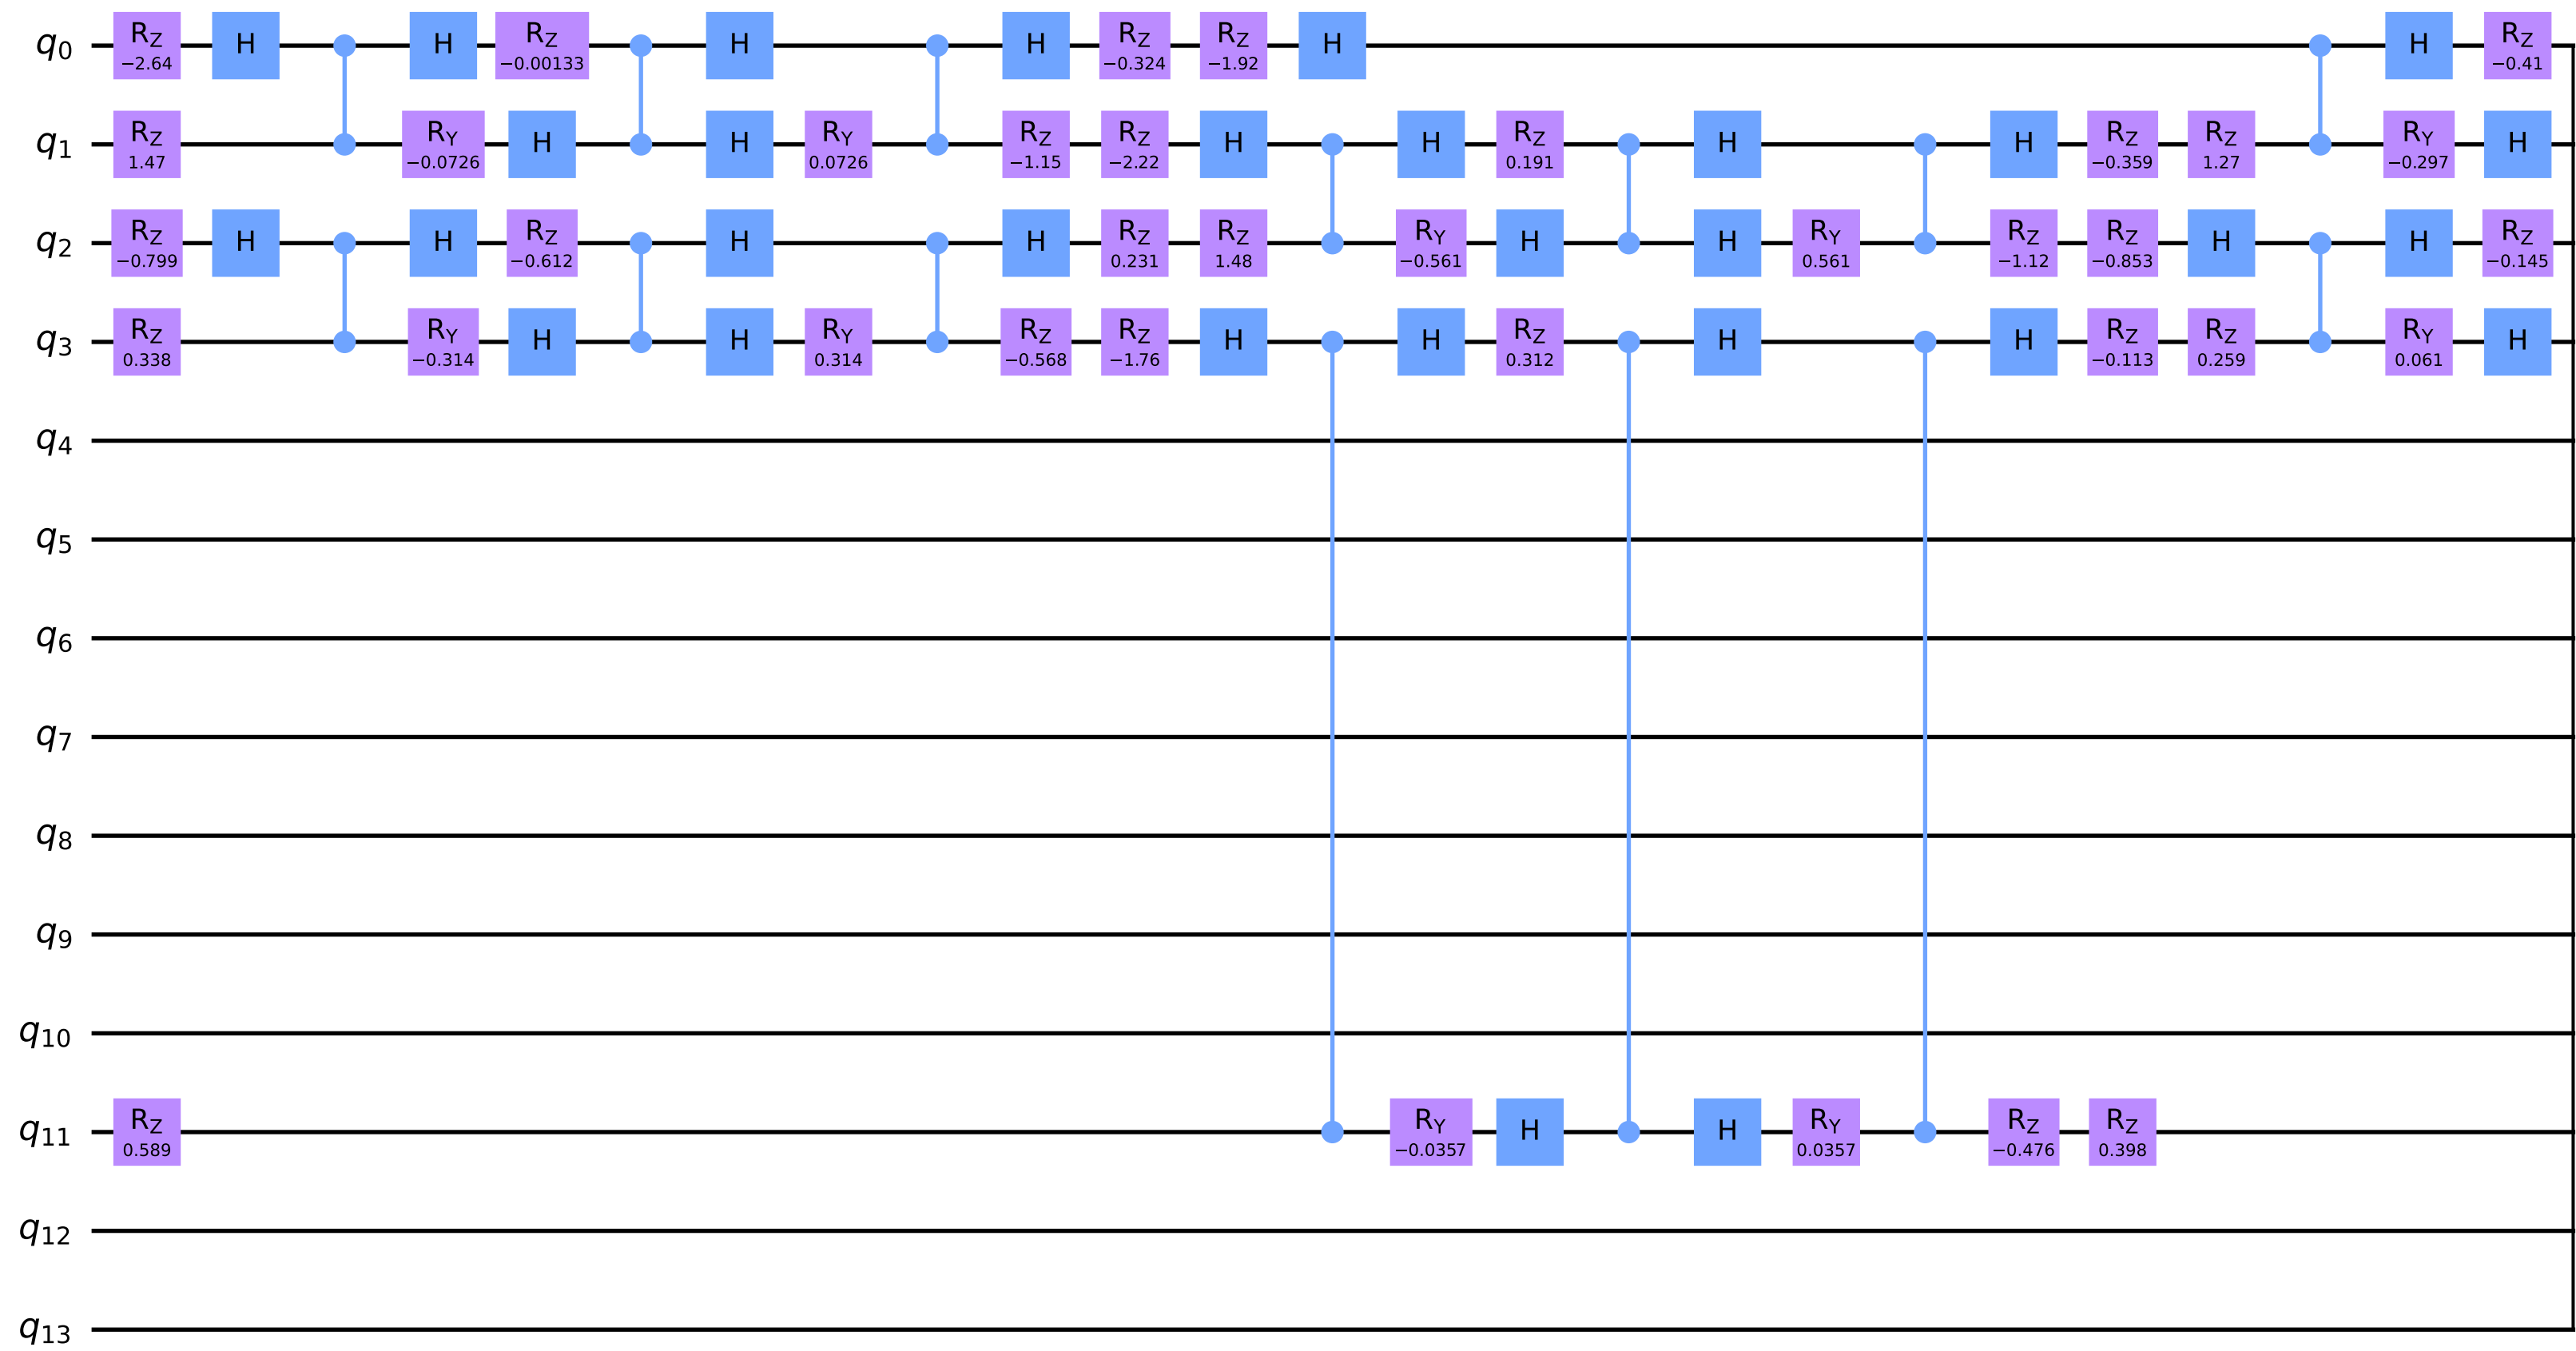 q0 RZ −2.64 H H RZ −0.00133 H H RZ −0.324 RZ −1.92 H H RZ −0.41
q1 RZ 1.47 RY −0.0726 H H RY 0.0726 RZ −1.15 RZ −2.22 H H RZ 0.191 H H RZ −0.359 RZ 1.27 RY −0.297 H
q2 RZ −0.799 H H RZ −0.612 H H RZ 0.231 RZ 1.48 RY −0.561 H H RY 0.561 RZ −1.12 RZ −0.853 H H RZ −0.145
q3 RZ 0.338 RY −0.314 H H RY 0.314 RZ −0.568 RZ −1.76 H H RZ 0.312 H H RZ −0.113 RZ 0.259 RY 0.061 H
q4
q5
q6
q7
q8
q9
q10
q11 RZ 0.589 RY −0.0357 H H RY 0.0357 RZ −0.476 RZ 0.398
q12
q13